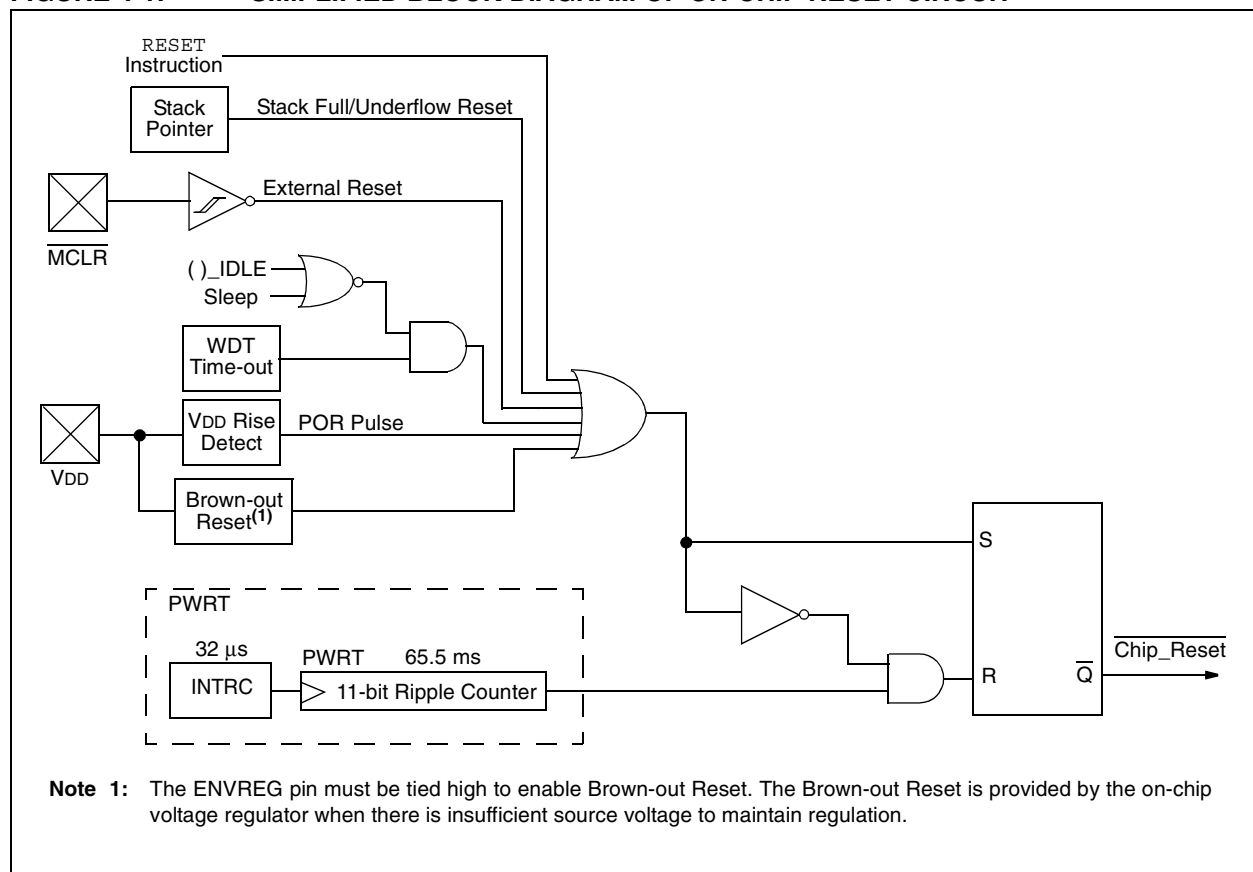 RESET
Instruction
Stack
Pointer
Stack Full/Underflow Reset
External Reset
MCLR
( )_IDLE
Sleep
WDT
Time-out
VDD Rise
Detect
POR Pulse
VDD
Brown-out
Reset(1)
S
PWRT
32 μs
PWRT
65.5 ms
INTRC
11-bit Ripple Counter
R
Q
Chip_Reset
Note 1: The ENVREG pin must be tied high to enable Brown-out Reset. The Brown-out Reset is provided by the on-chip
voltage regulator when there is insufficient source voltage to maintain regulation.